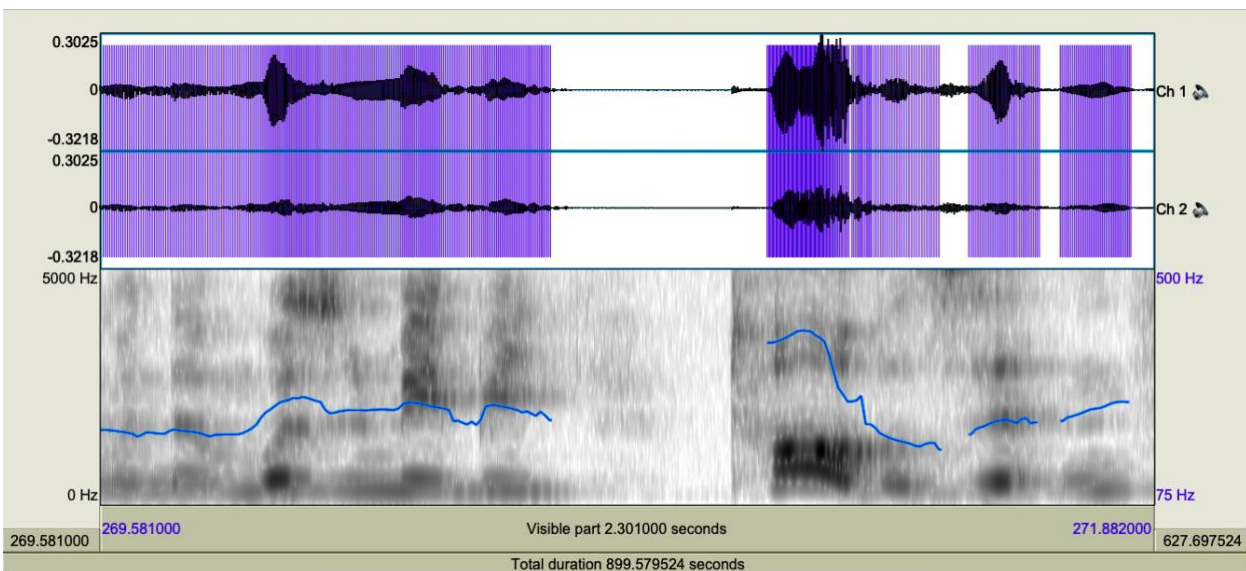 0.3025
0
-0.3218
Ch 1
0.3025
0
-0.3218
Ch 2
5000 Hz
500 Hz
0 Hz
75 Hz
269.581000
Visible part 2.301000 seconds
271.882000
269.581000
627.697524
Total duration 899.579524 seconds